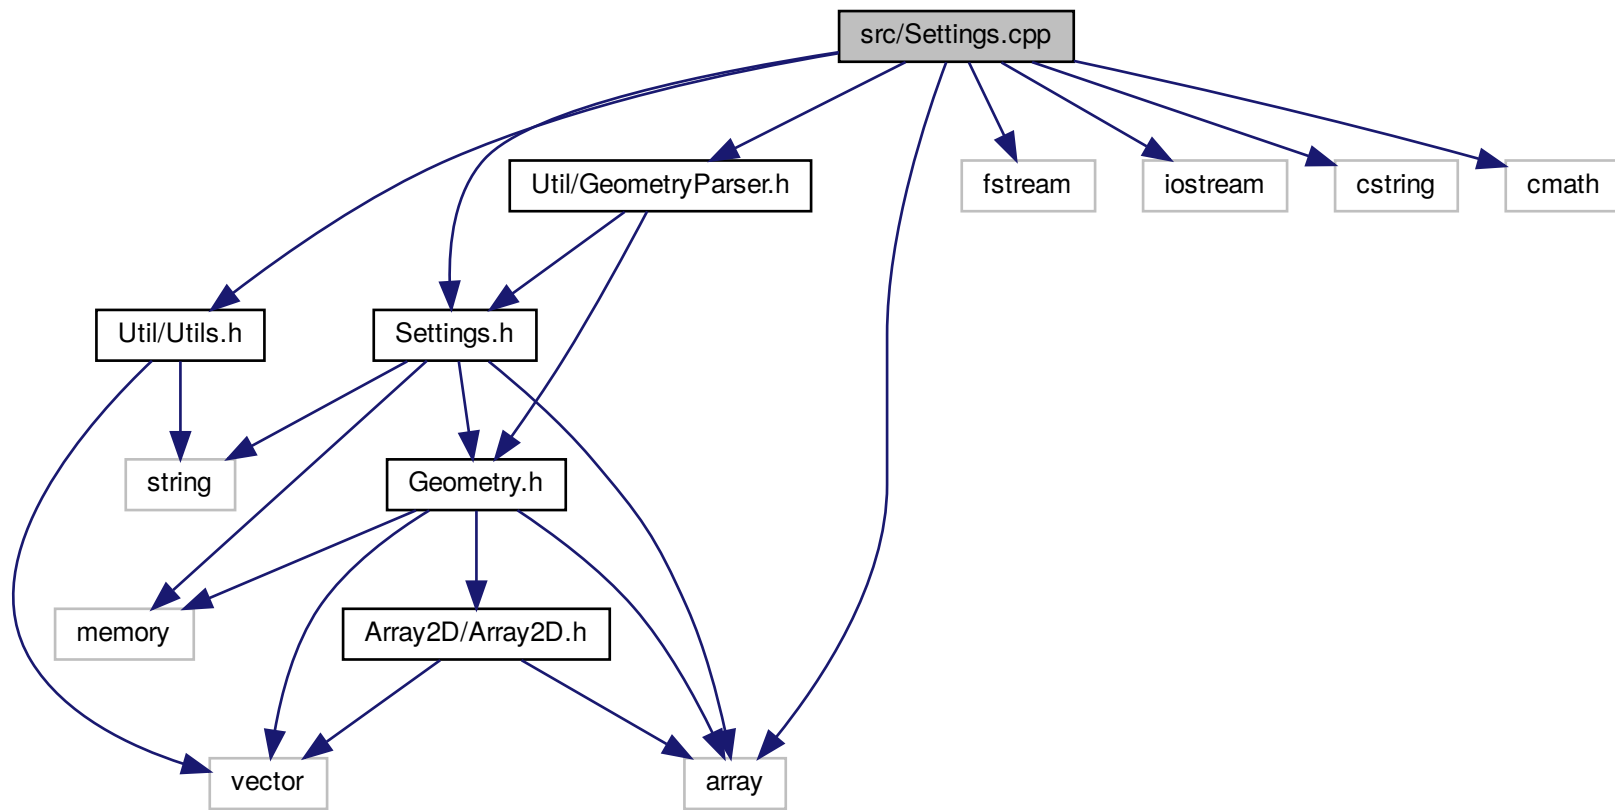 src/Settings.cpp
Util/GeometryParser.h
fstream
iostream
cstring
cmath
Util/Utils.h
Settings.h
string
Geometry.h
memory
Array2D/Array2D.h
vector
array